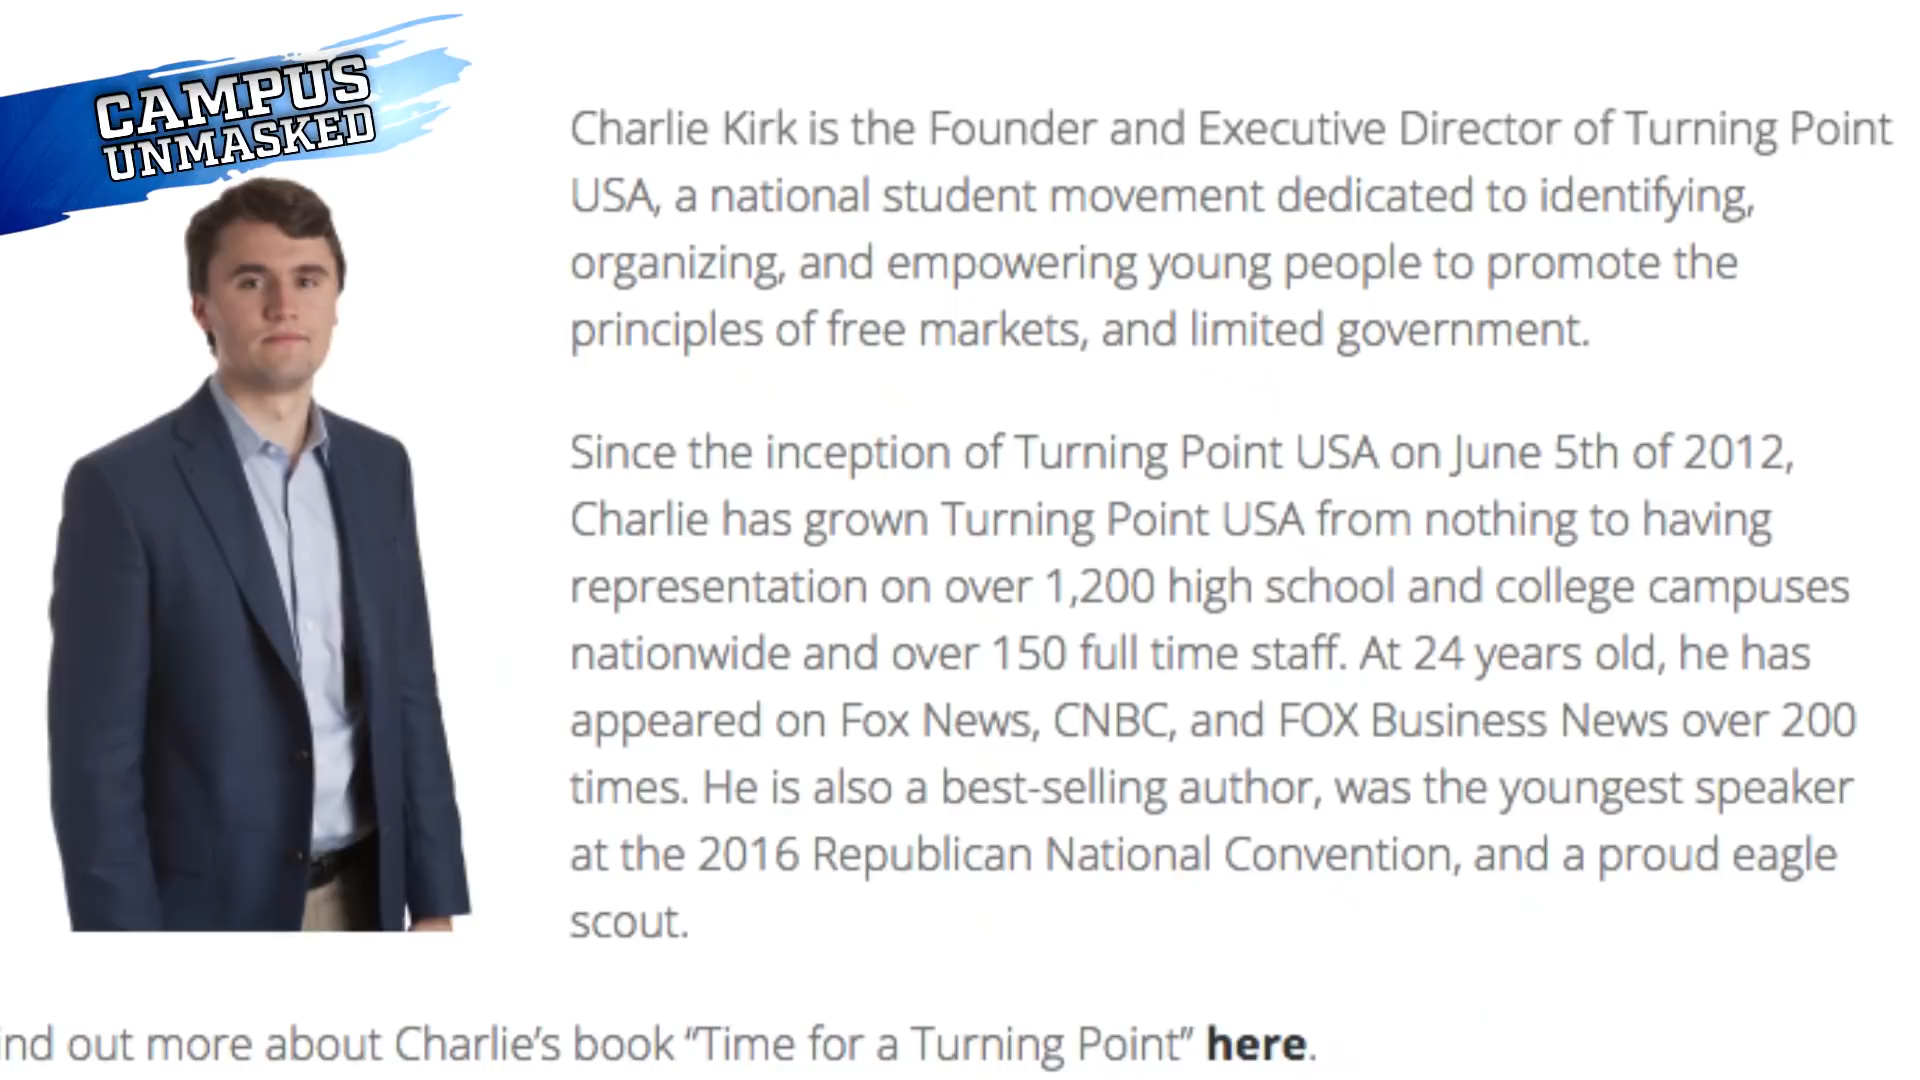 CAMPUS
UNMASKED
Charlie Kirk is the Founder and Executive Director of Turning Point
USA, a national student movement dedicated to identifying,
organizing, and empowering young people to promote the
principles of free markets, and limited government.
Since the inception of Turning Point USA on June 5th of 2012,
Charlie has grown Turning Point USA from nothing to having
representation on over 1,200 high school and college campuses
nationwide and over 150 full time staff. At 24 years old, he has
appeared on Fox News, CNBC, and FOX Business News over 200
times. He is also a best-selling author, was the youngest speaker
at the 2016 Republican National Convention, and a proud eagle
scout.
ind out more about Charlie’s book “Time for a Turning Point” here.